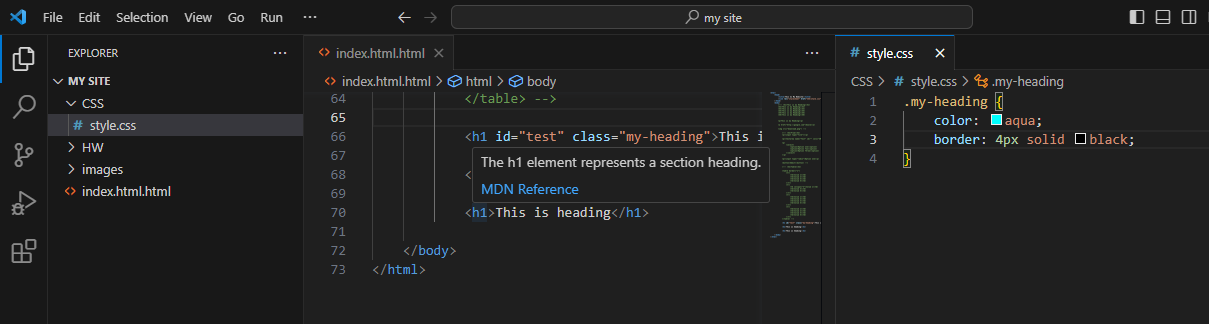 File Edit Selection View Go Run ··· my site
EXPLORER ···
MY SITE
CSS
style.css
HW
images
index.html.html
index.html.html ···
index.html.html > html > body
64 </table> -->
65
66 <h1 id="test" class="my-heading">This i
67
The h1 element represents a section heading.
MDN Reference
68 <
69
70 <h1>This is heading</h1>
71
72 </body>
73 </html>
# style.css
CSS > # style.css > .my-heading
1 .my-heading {
2 color: aqua;
3 border: 4px solid black;
4 }